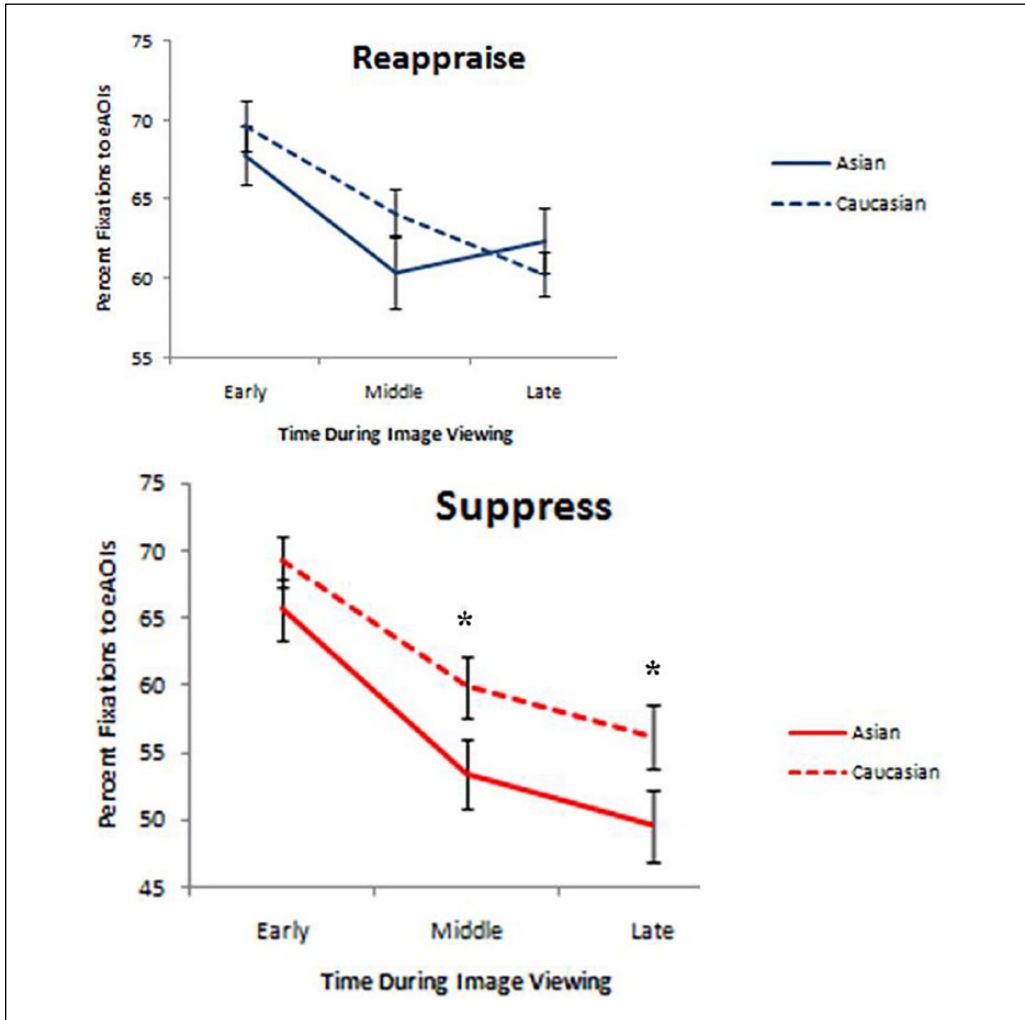 Reappraise
Percent Fixations to eAOIs
75
70
65
60
55
Early Middle Late
Time During Image Viewing
Asian
Caucasian
Suppress
Percent Fixations to eAOIs
75
70
65
60
55
50
45
*
*
Early Middle Late
Time During Image Viewing
Asian
Caucasian